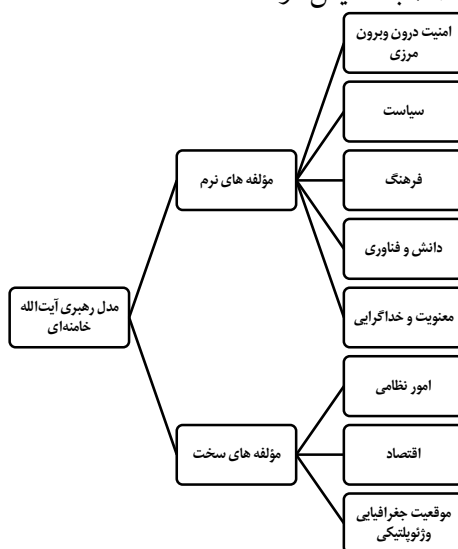 مدل رهبری آیت‌الله
خامنه‌ای
مؤلفه های نرم
امنیت درون وبرون
مرزی
سیاست
فرهنگ
دانش و فناوری
معنویت و خداگرایی
مؤلفه های سخت
امور نظامی
اقتصاد
موقعیت جغرافیایی
وژئوپلتیکی